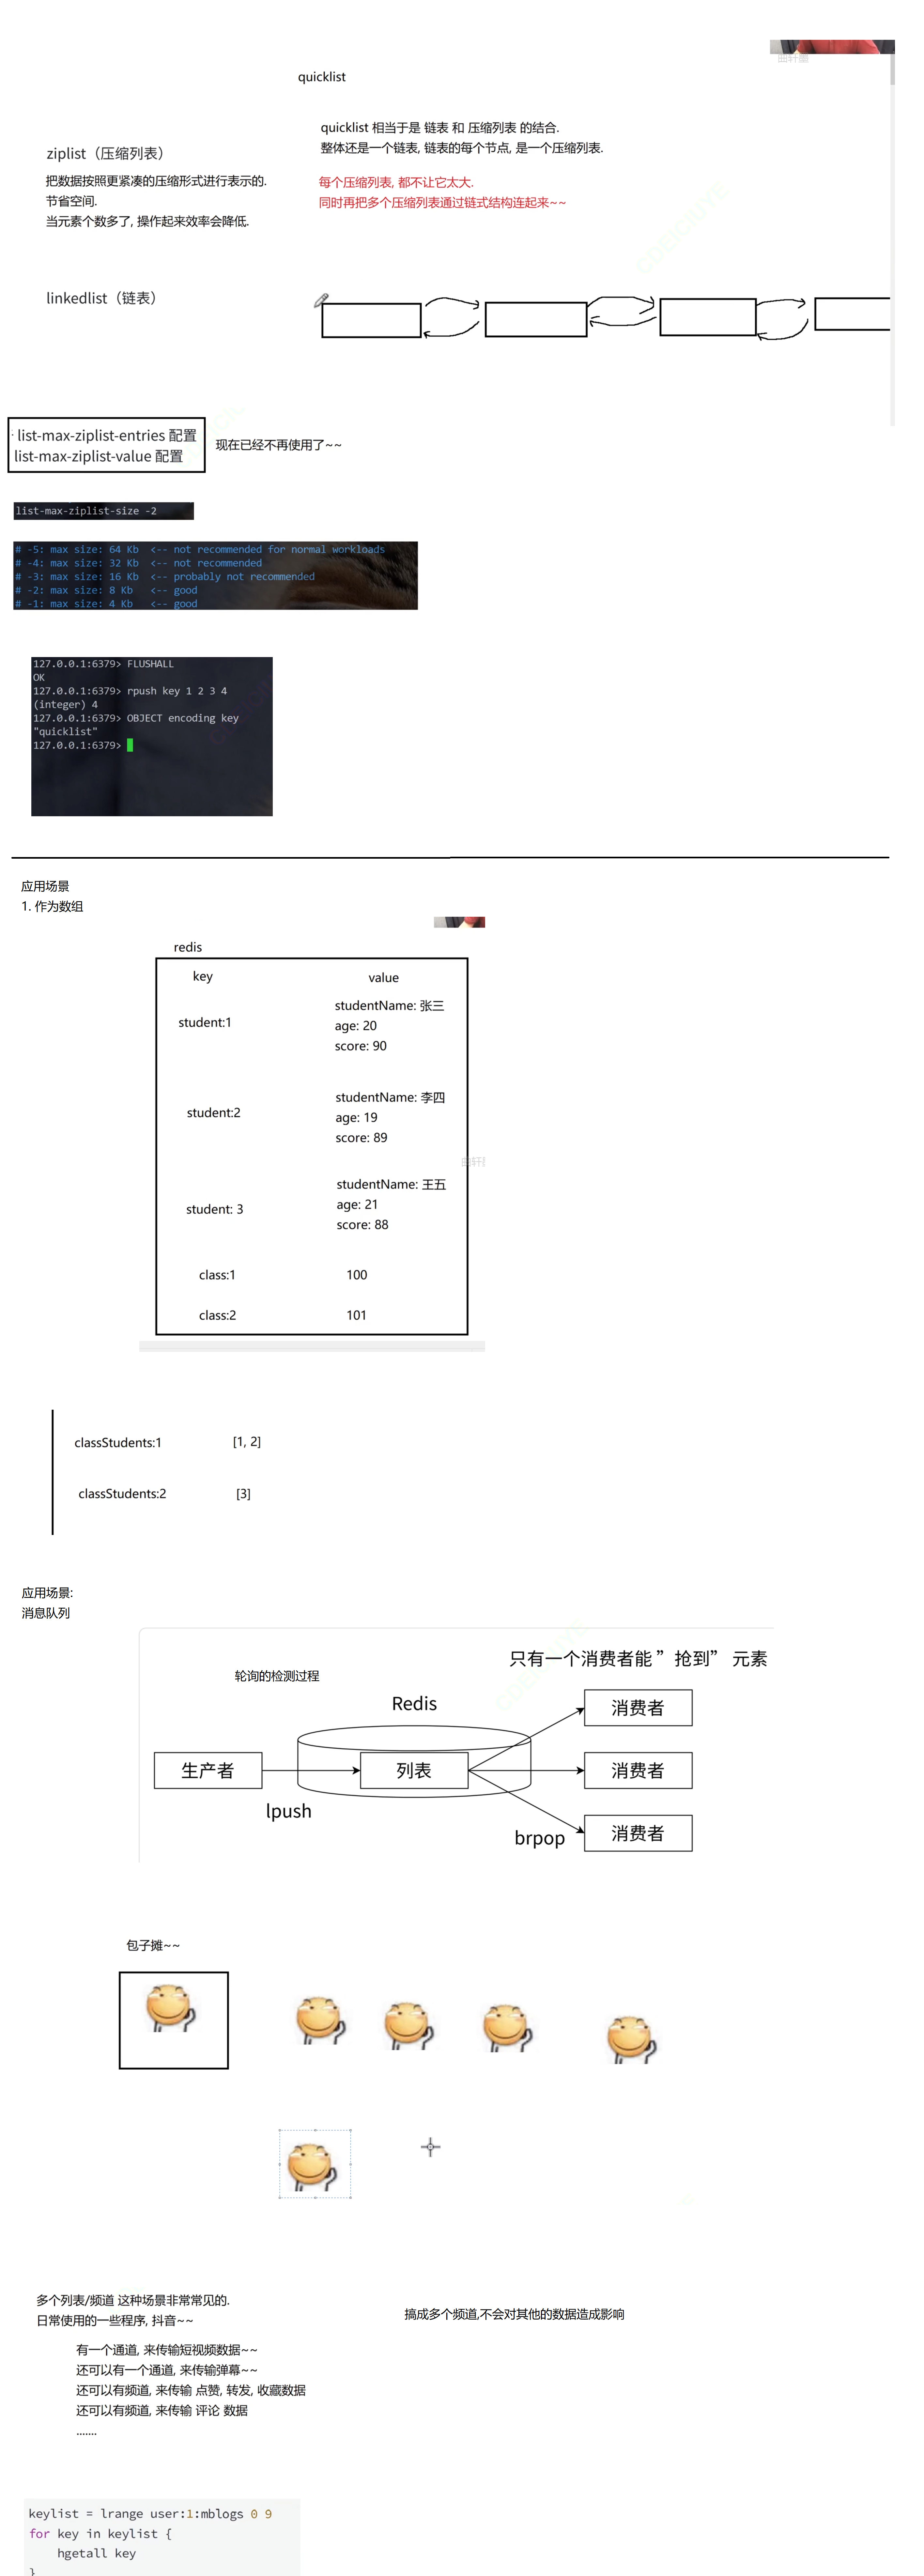 曲轩墨
quicklist
quicklist 相当于是 链表 和 压缩列表 的结合.
整体还是一个链表, 链表的每个节点, 是一个压缩列表.
ziplist（压缩列表）
把数据按照更紧凑的压缩形式进行表示的.
节省空间.
当元素个数多了, 操作起来效率会降低.
每个压缩列表, 都不让它太大.
同时再把多个压缩列表通过链式结构连起来~~
linkedlist（链表）
· list-max-ziplist-entries 配置
list-max-ziplist-value 配置
现在已经不再使用了~~
list-max-ziplist-size -2
# -5: max size: 64 Kb  <-- not recommended for normal workloads
# -4: max size: 32 Kb  <-- not recommended
# -3: max size: 16 Kb  <-- probably not recommended
# -2: max size: 8 Kb   <-- good
# -1: max size: 4 Kb   <-- good
127.0.0.1:6379> FLUSHALL
OK
127.0.0.1:6379> rpush key 1 2 3 4
(integer) 4
127.0.0.1:6379> OBJECT encoding key
"quicklist"
127.0.0.1:6379>
应用场景
1. 作为数组
redis
key value
student:1
studentName: 张三
age: 20
score: 90
student:2
studentName: 李四
age: 19
score: 89
student: 3
studentName: 王五
age: 21
score: 88
class:1 100
class:2 101
classStudents:1 [1, 2]
classStudents:2 [3]
应用场景:
消息队列
只有一个消费者能 ” 抢到” 元素
轮询的检测过程
Redis
消费者
生产者
列表
消费者
lpush
brpop
消费者
包子摊~~
多个列表/频道 这种场景非常常见的.
日常使用的一些程序, 抖音~~
搞成多个频道,不会对其他的数据造成影响
有一个通道, 来传输短视频数据~~
还可以有一个通道, 来传输弹幕~~
还可以有频道, 来传输 点赞, 转发, 收藏数据
还可以有频道, 来传输 评论 数据
.......
keylist = lrange user:1:mblogs 0 9
for key in keylist {
hgetall key
}